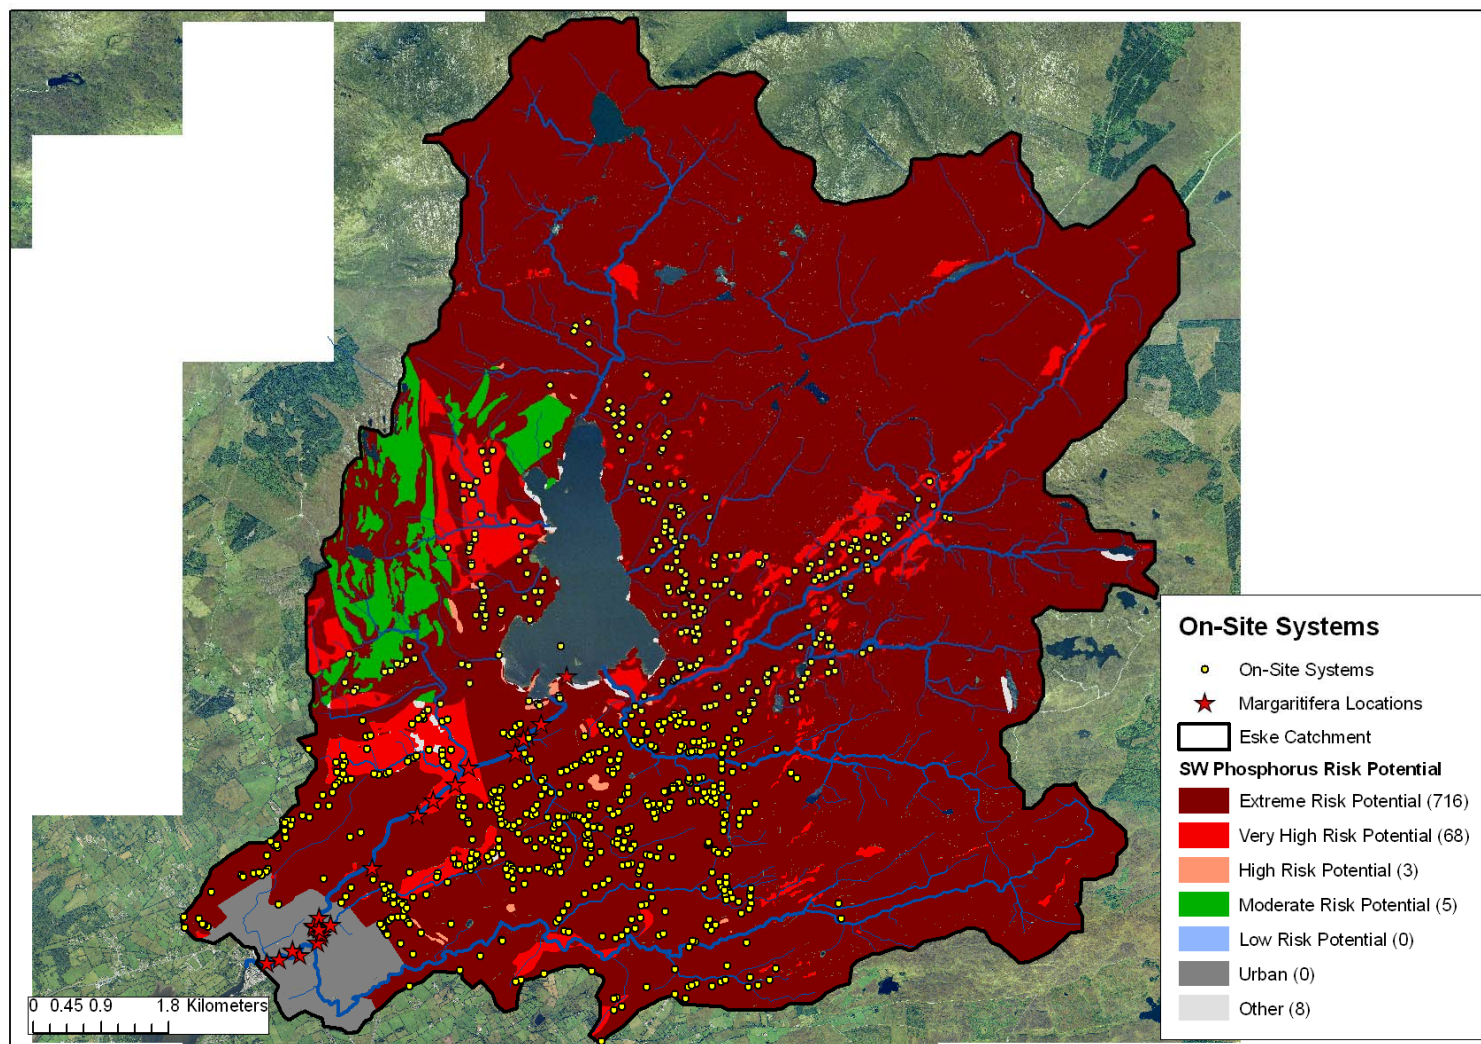 On-Site Systems
On-Site Systems
Margaritifera Locations
Eske Catchment
SW Phosphorus Risk Potential
Extreme Risk Potential (716)
Very High Risk Potential (68)
High Risk Potential (3)
Moderate Risk Potential (5)
Low Risk Potential (0)
Urban (0)
Other (8)
0 0.45 0.9 1.8 Kilometers